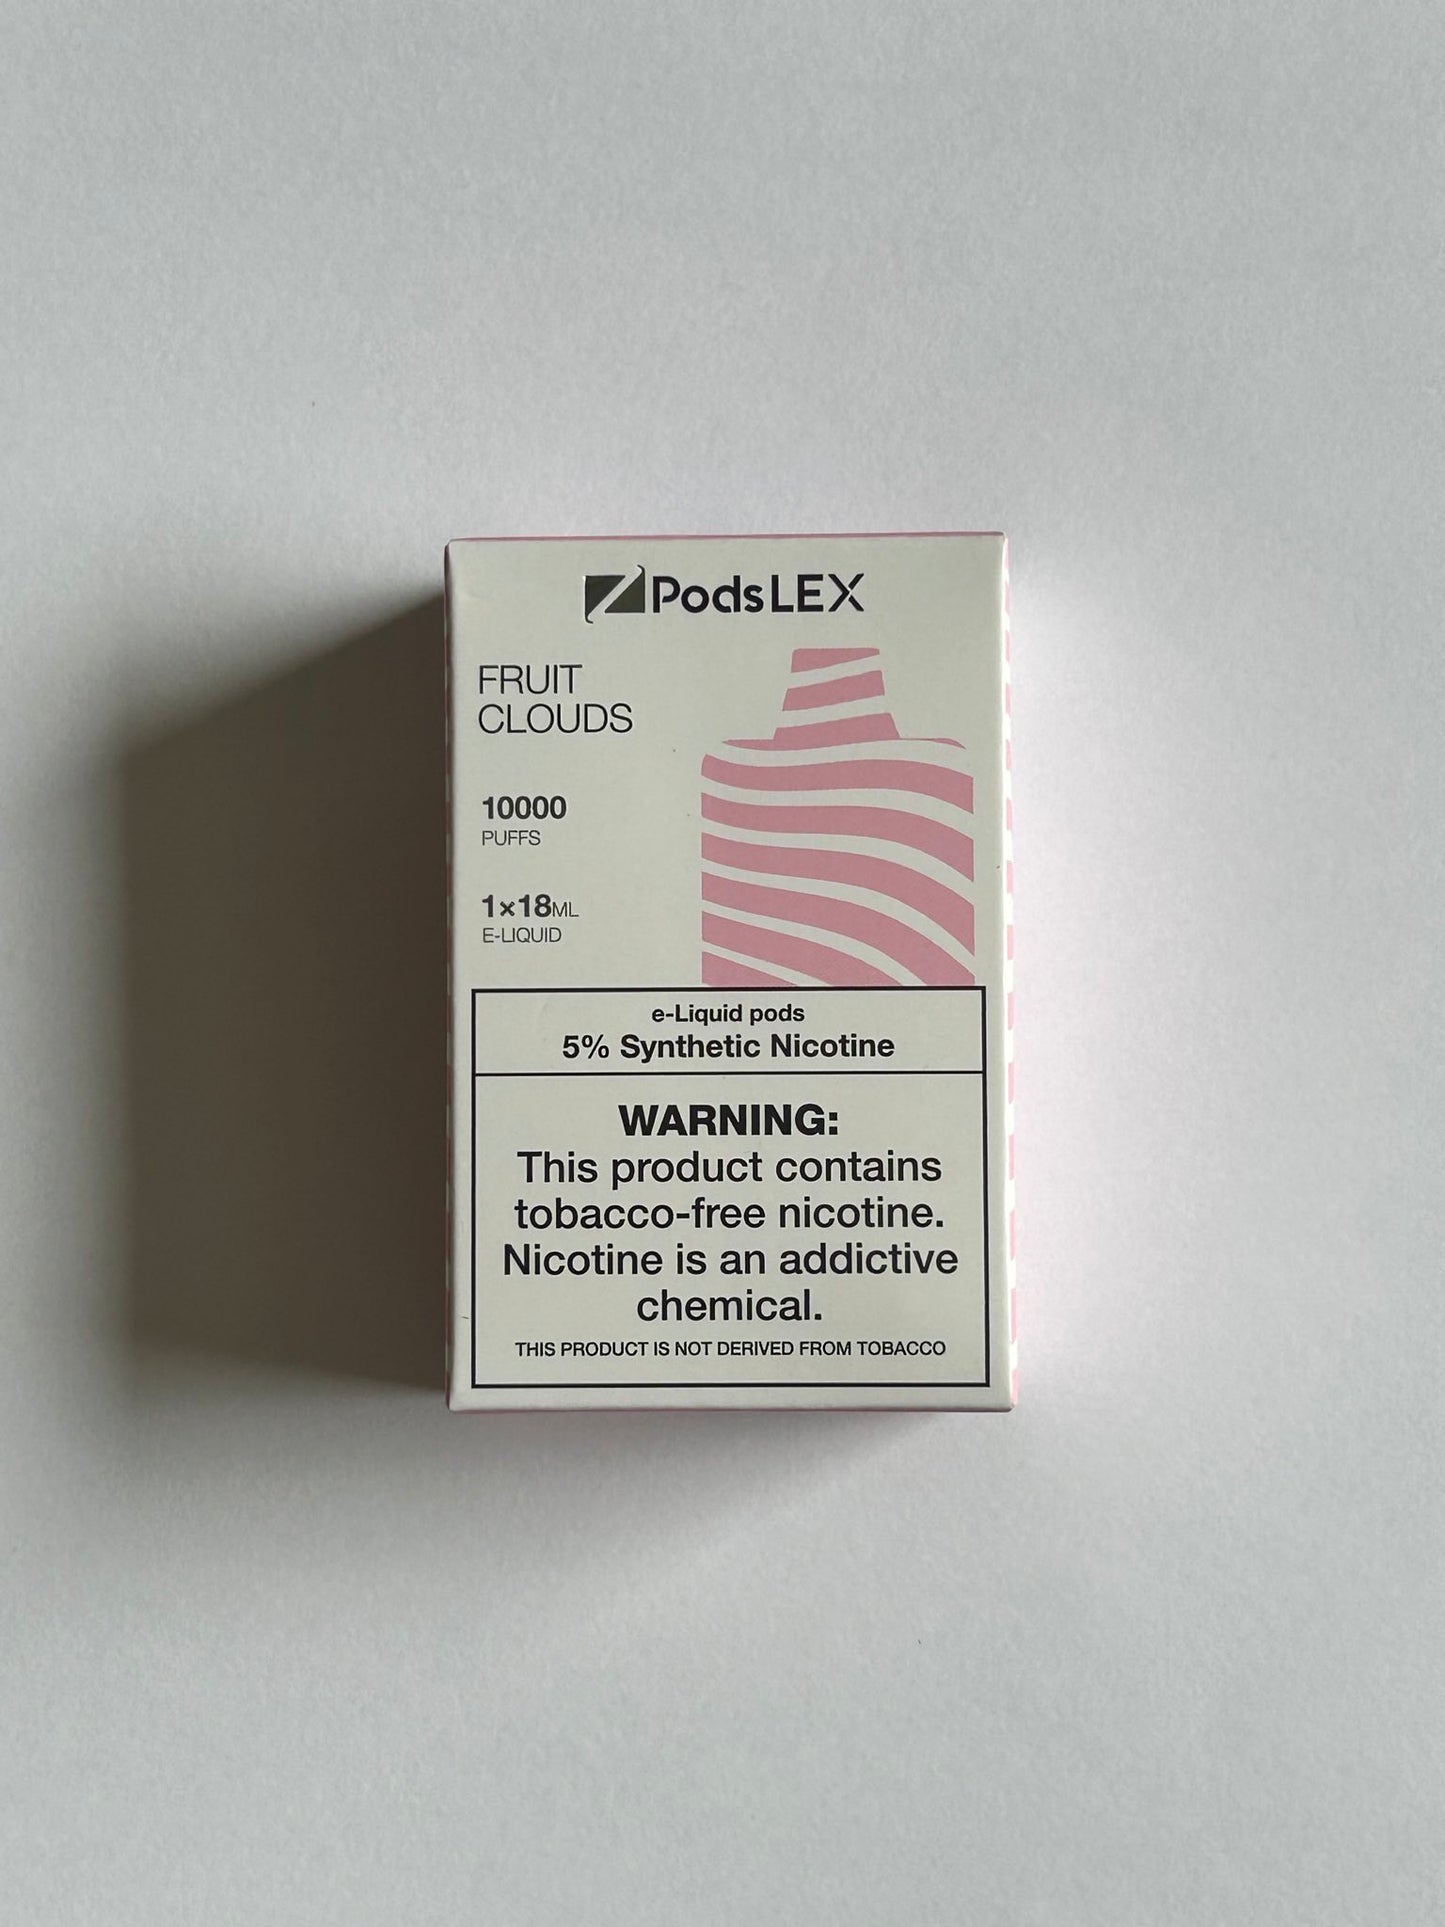 PodsLEX
FRUIT
CLOUDS
10000
PUFFS
1×18ML
E-LIQUID
e-Liquid pods
5% Synthetic Nicotine
WARNING:
This product contains
tobacco-free nicotine.
Nicotine is an addictive
chemical.
THIS PRODUCT IS NOT DERIVED FROM TOBACCO